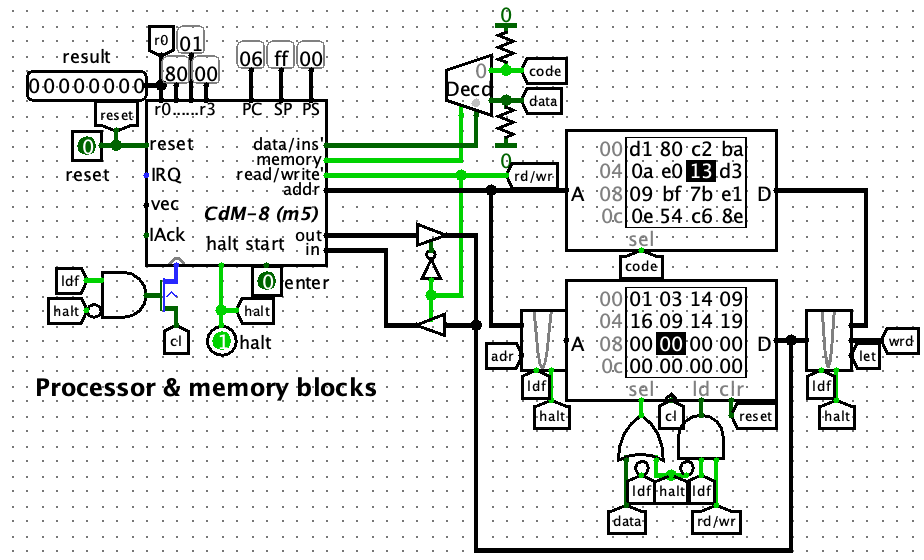 0
r0
01
result
80
00
06
ff
00
0
code
Decd
00000000
r0......r3
PC
SP
PS
data
reset
0
reset
reset
data/ins'
memory
read/write'
addr
0
rd/wr
IRQ
vec
CdM-8 (m5)
IAck
halt start
out
in
A
00 d1 80 c2 ba
04 0a e0 13 d3
08 09 bf 7b e1
0c 0e 54 c6 8e
D
sel
code
ldf
halt
0
enter
halt
cl
1
halt
adr
A
00 01 03 14 09
04 16 09 14 19
08 00 00 00 00
0c 00 00 00 00
D
wrd
let
Processor & memory blocks
ldf
halt
sel
ld
clr
cl
reset
ldf
halt
ldf
halt
ldf
data
rd/wr